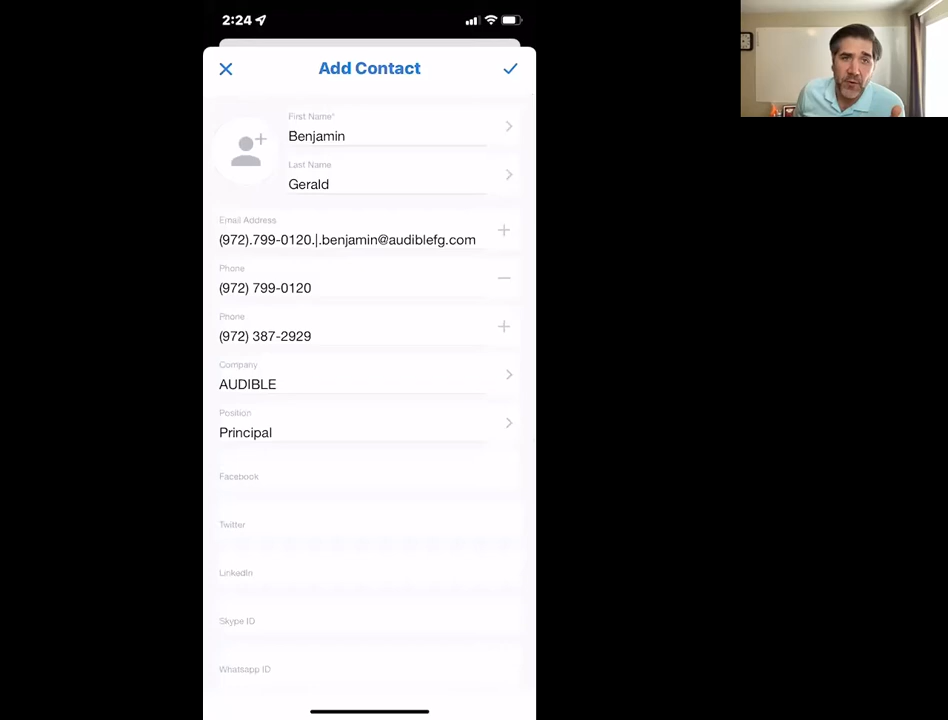 2:24
Add Contact
First Name*
Benjamin
Last Name
Gerald
Email Address
(972).799-0120.|.benjamin@audiblefg.com
Phone
(972) 799-0120
Phone
(972) 387-2929
Company
AUDIBLE
Position
Principal
Facebook
Twitter
LinkedIn
Skype ID
Whatsapp ID